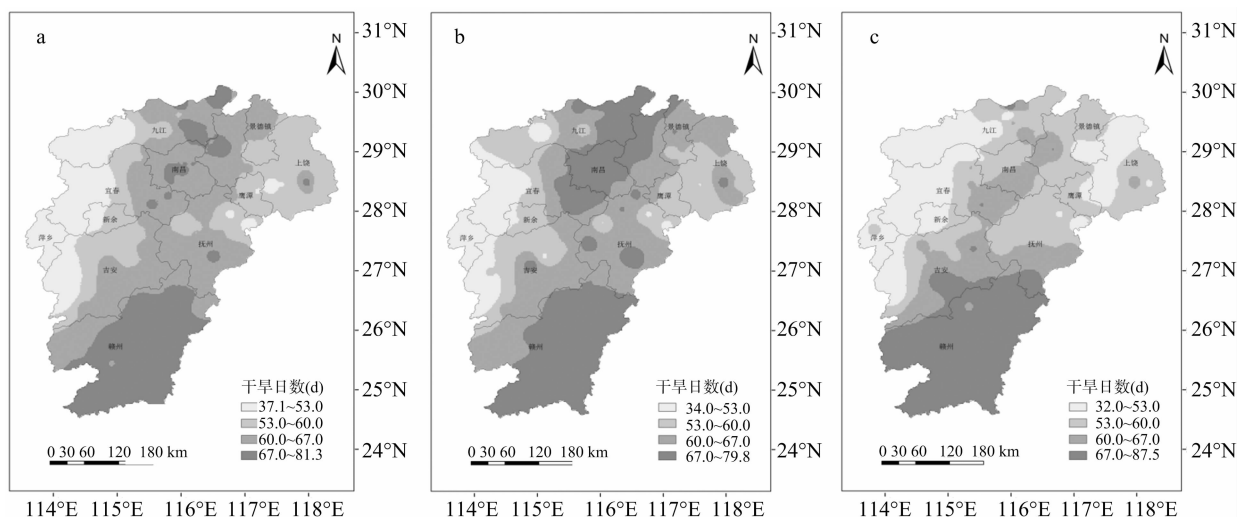 a
N
31°N
30°N
29°N
28°N
27°N
26°N
25°N
24°N
九江
景德镇
上饶
南昌
宜春
鹰潭
新余
萍乡
抚州
吉安
赣州
干旱日数(d)
37.1~53.0
53.0~60.0
60.0~67.0
67.0~81.3
0 30 60 120 180 km
114°E 115°E 116°E 117°E 118°E
b
N
31°N
30°N
29°N
28°N
27°N
26°N
25°N
24°N
九江
景德镇
上饶
南昌
宜春
鹰潭
新余
萍乡
抚州
吉安
赣州
干旱日数(d)
34.0~53.0
53.0~60.0
60.0~67.0
67.0~79.8
0 30 60 120 180 km
114°E 115°E 116°E 117°E 118°E
c
N
31°N
30°N
29°N
28°N
27°N
26°N
25°N
24°N
九江
景德镇
上饶
南昌
宜春
鹰潭
新余
萍乡
抚州
吉安
赣州
干旱日数(d)
32.0~53.0
53.0~60.0
60.0~67.0
67.0~87.5
0 30 60 120 180 km
114°E 115°E 116°E 117°E 118°E